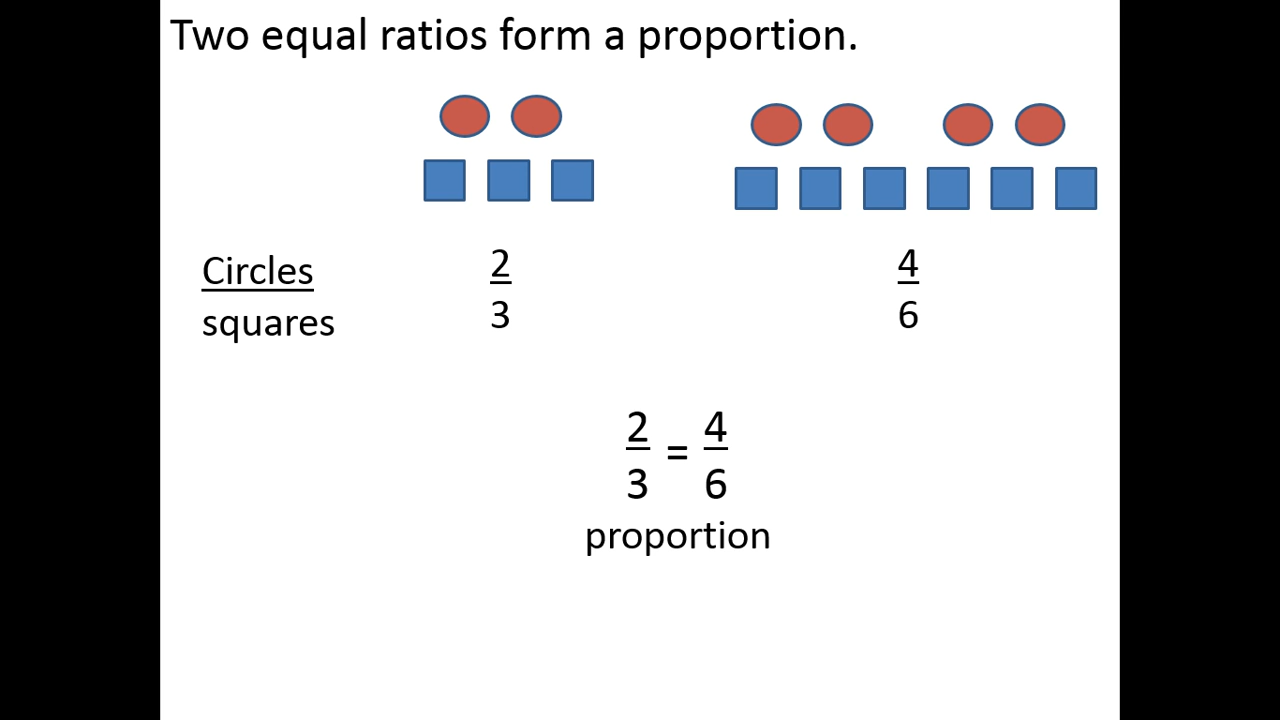 Two equal ratios form a proportion.
Circles 2 4
squares 3 6
2 4
=
3 6
proportion